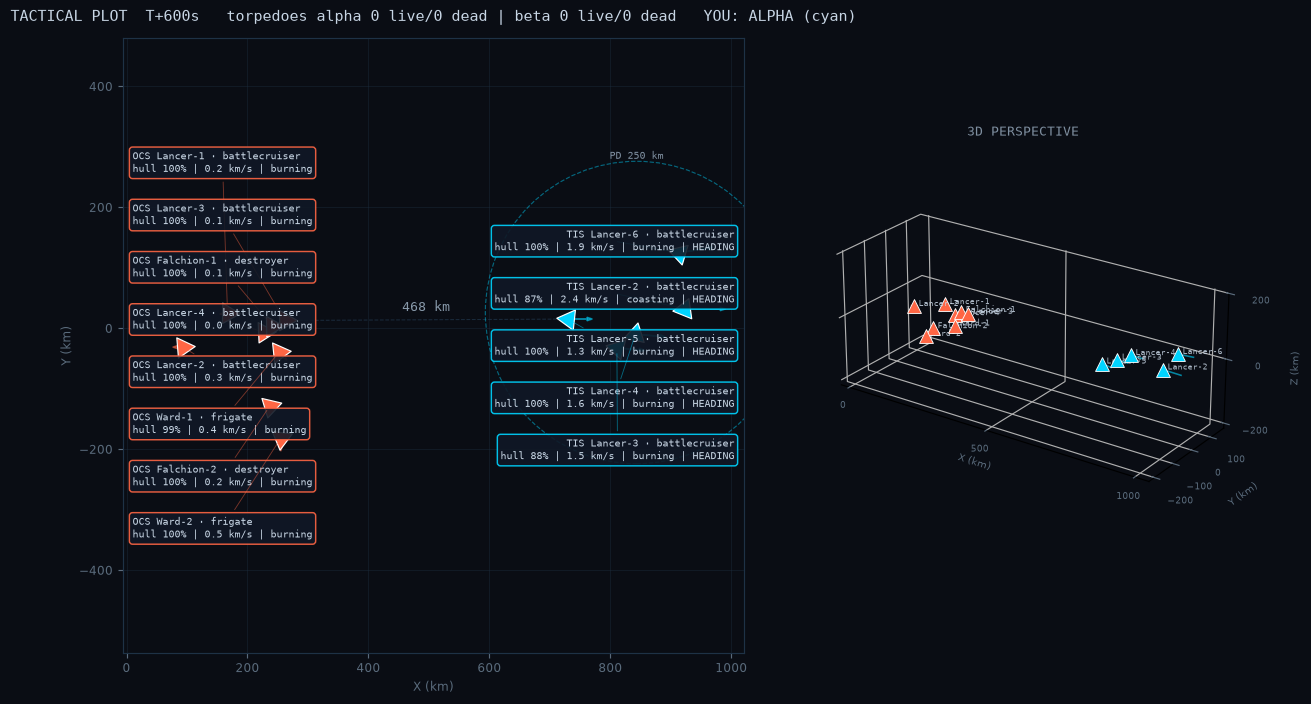 TACTICAL PLOT  T+600s   torpedoes alpha 0 live/0 dead | beta 0 live/0 dead   YOU: ALPHA (cyan)
400
200
0
−200
−400
Y (km)
0
200
400
600
800
1000
X (km)
OCS Lancer-1 · battlecruiser
hull 100% | 0.2 km/s | burning
OCS Lancer-3 · battlecruiser
hull 100% | 0.1 km/s | burning
OCS Falchion-1 · destroyer
hull 100% | 0.1 km/s | burning
OCS Lancer-4 · battlecruiser
hull 100% | 0.0 km/s | burning
OCS Lancer-2 · battlecruiser
hull 100% | 0.3 km/s | burning
OCS Ward-1 · frigate
hull 99% | 0.4 km/s | burning
OCS Falchion-2 · destroyer
hull 100% | 0.2 km/s | burning
OCS Ward-2 · frigate
hull 100% | 0.5 km/s | burning
468 km
PD 250 km
TIS Lancer-6 · battlecruiser
hull 100% | 1.9 km/s | burning | HEADING
TIS Lancer-2 · battlecruiser
hull 87% | 2.4 km/s | coasting | HEADING
TIS Lancer-5 · battlecruiser
hull 100% | 1.3 km/s | burning | HEADING
TIS Lancer-4 · battlecruiser
hull 100% | 1.6 km/s | burning | HEADING
TIS Lancer-3 · battlecruiser
hull 88% | 1.5 km/s | burning | HEADING
3D PERSPECTIVE
Lancer-1
Lancer-6
Lancer-2
0
500
1000
X (km)
−200
−100
0
100
Y (km)
200
0
−200
Z (km)